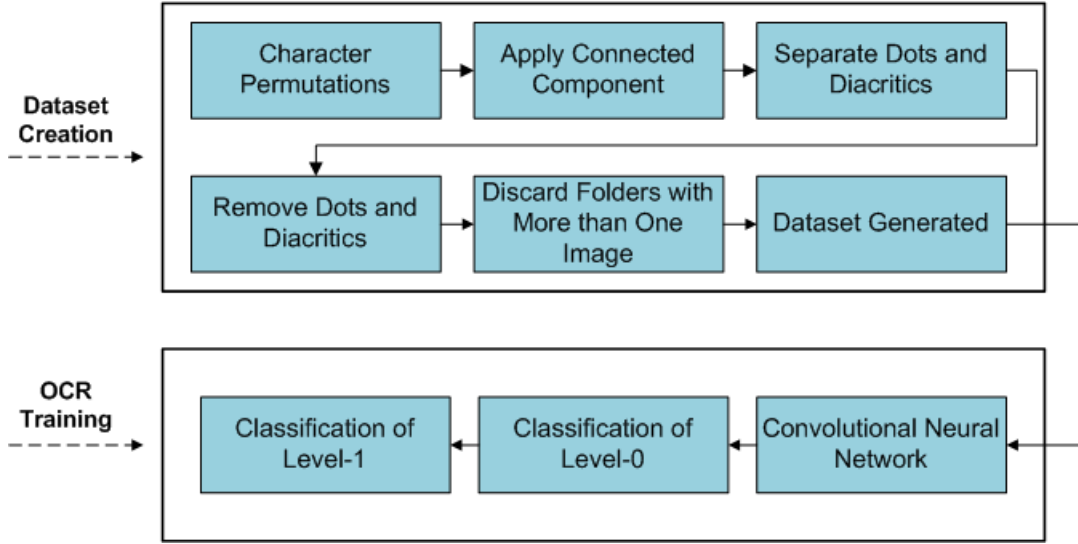 Dataset
Creation
Character
Permutations
Apply Connected
Component
Separate Dots and
Diacritics
Remove Dots and
Diacritics
Discard Folders with
More than One
Image
Dataset Generated
OCR
Training
Classification of
Level-1
Classification of
Level-0
Convolutional Neural
Network